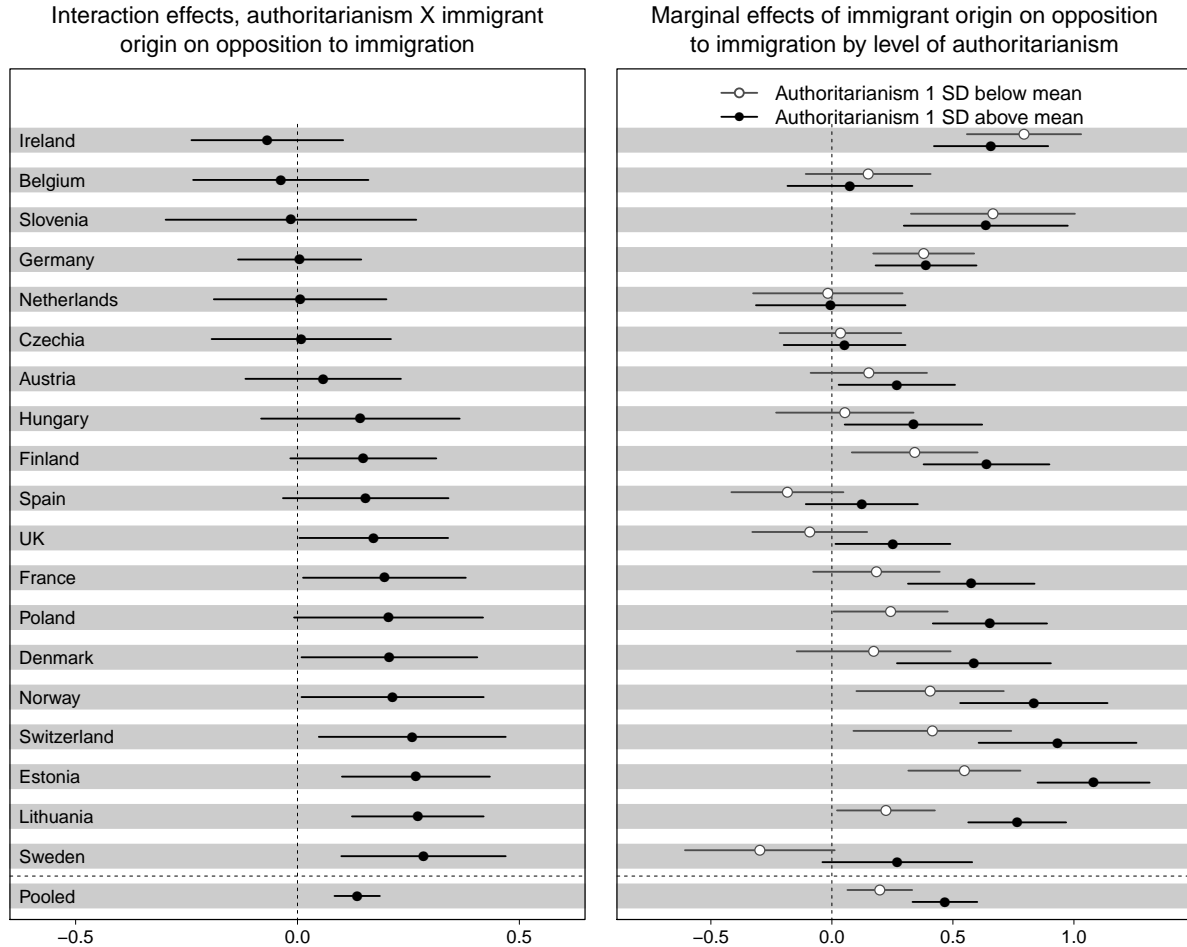 Interaction effects, authoritarianism X immigrant
origin on opposition to immigration
Marginal effects of immigrant origin on opposition
to immigration by level of authoritarianism
Authoritarianism 1 SD below mean
Authoritarianism 1 SD above mean
Ireland
Belgium
Slovenia
Germany
Netherlands
Czechia
Austria
Hungary
Finland
Spain
UK
France
Poland
Denmark
Norway
Switzerland
Estonia
Lithuania
Sweden
Pooled
−0.5 0.0 0.5
−0.5 0.0 0.5 1.0